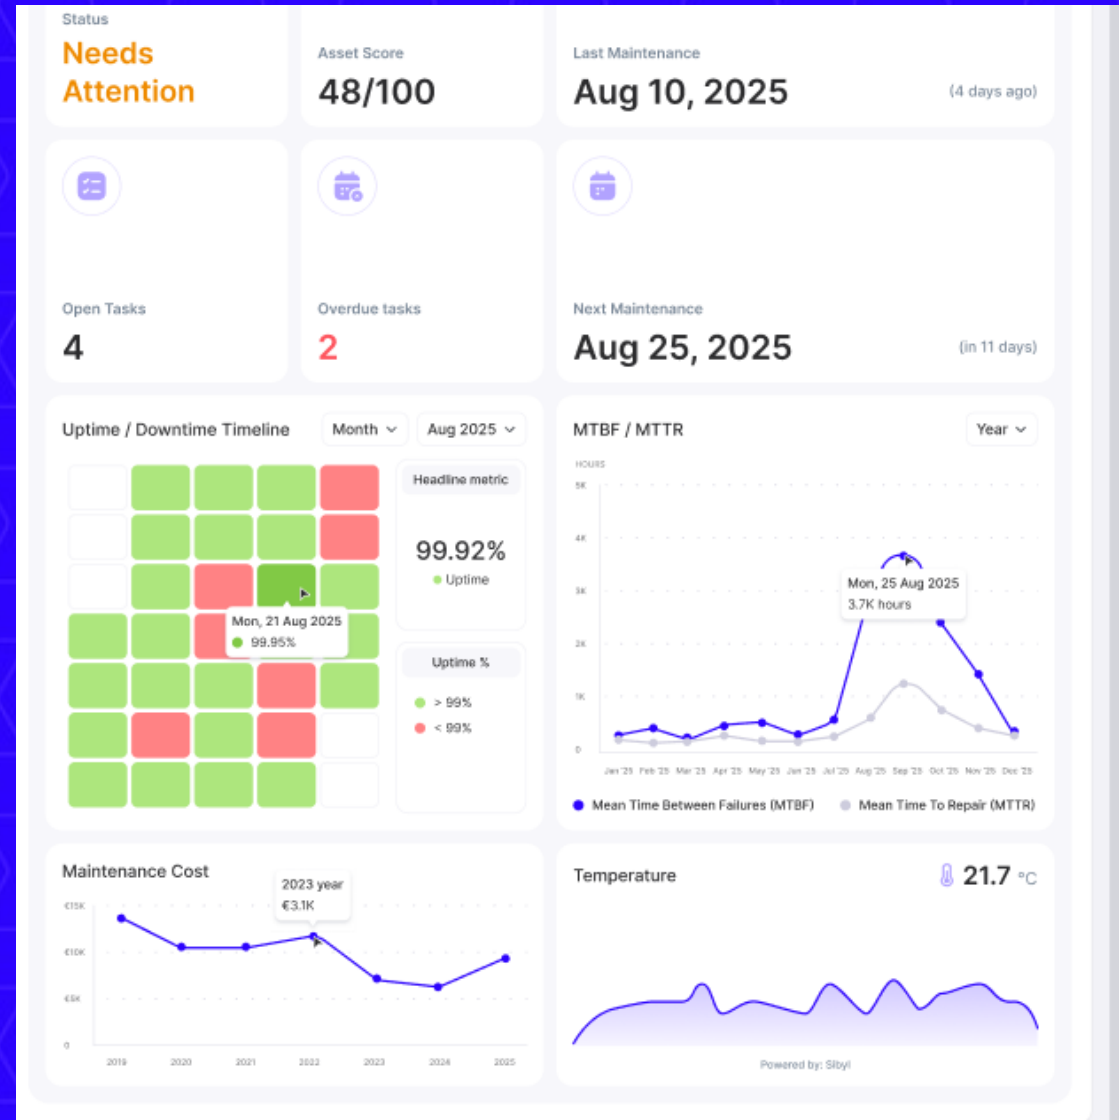 Status
Needs
Attention
Asset Score
48/100
Last Maintenance
Aug 10, 2025
(4 days ago)
Open Tasks
4
Overdue tasks
2
Next Maintenance
Aug 25, 2025
(in 11 days)
Uptime / Downtime Timeline
Month
Aug 2025
Headline metric
99.92%
Uptime
Mon, 21 Aug 2025
99.95%
Uptime %
> 99%
< 99%
MTBF / MTTR
Year
HOURS
5K
4K
3K
2K
1K
0
Mon, 25 Aug 2025
3.7K hours
Jan '25 Feb '25 Mar '25 Apr '25 May '25 Jun '25 Jul '25 Aug '25 Sep '25 Oct '25 Nov '25 Dec '25
Mean Time Between Failures (MTBF)
Mean Time To Repair (MTTR)
Maintenance Cost
2023 year
€3.1K
€15K
€10K
€5K
0
2019 2020 2021 2022 2023 2024 2025
Temperature
21.7 °C
Powered by: Sibyl